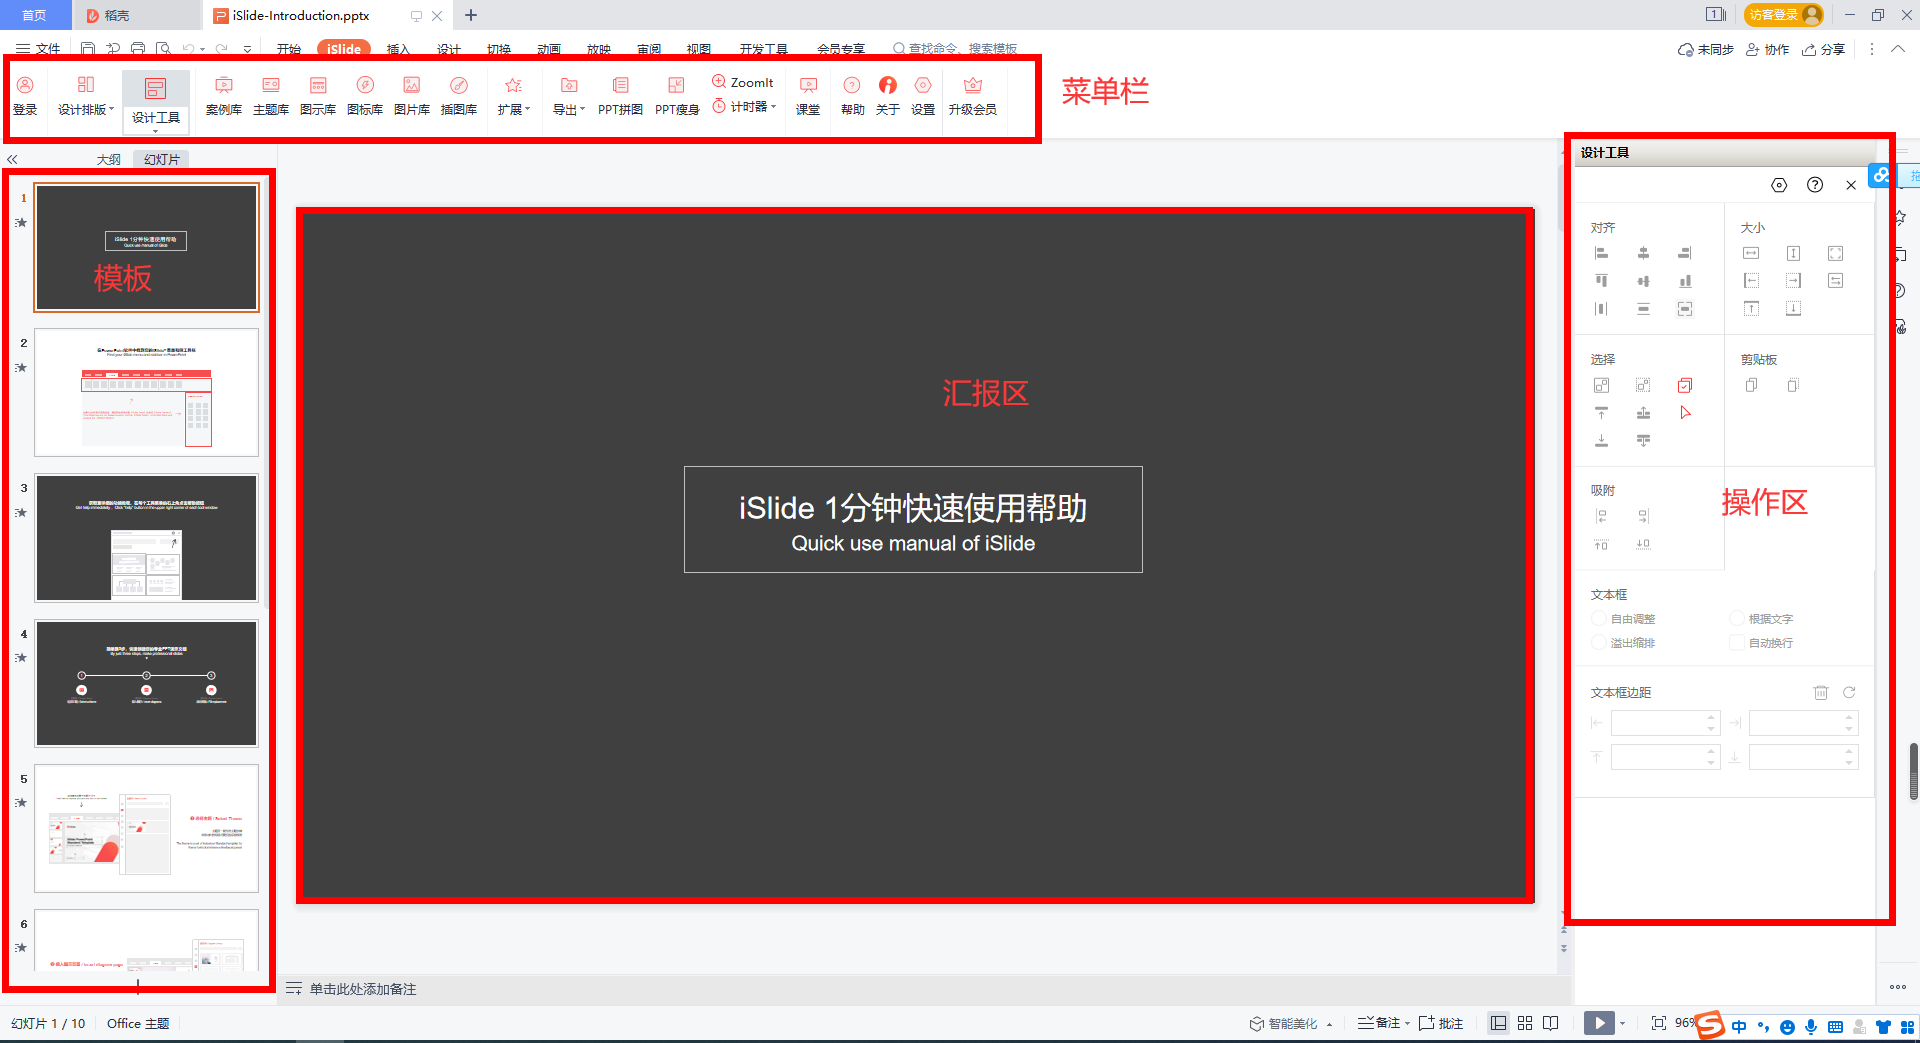 首页
稻壳
iSlide-Introduction.pptx
访客登录
文件
开始
iSlide
插入
设计
切换
动画
放映
审阅
视图
开发工具
会员专享
查找命令、搜索模板
未同步
协作
分享
登录
设计排版
设计工具
案例库
主题库
图示库
图标库
图片库
插图库
扩展
导出
PPT拼图
PPT瘦身
ZoomIt
计时器
课堂
帮助
关于
设置
升级会员
菜单栏
大纲
幻灯片
1
iSlide 1分钟快速使用帮助
Quick use manual of iSlide
模板
2
3
4
5
6
汇报区
iSlide 1分钟快速使用帮助
Quick use manual of iSlide
设计工具
对齐
大小
选择
剪贴板
吸附
操作区
文本框
自由调整
根据文字
溢出缩排
自动换行
文本框边距
单击此处添加备注
幻灯片 1 / 10
Office 主题
智能美化
备注
批注
96%
中